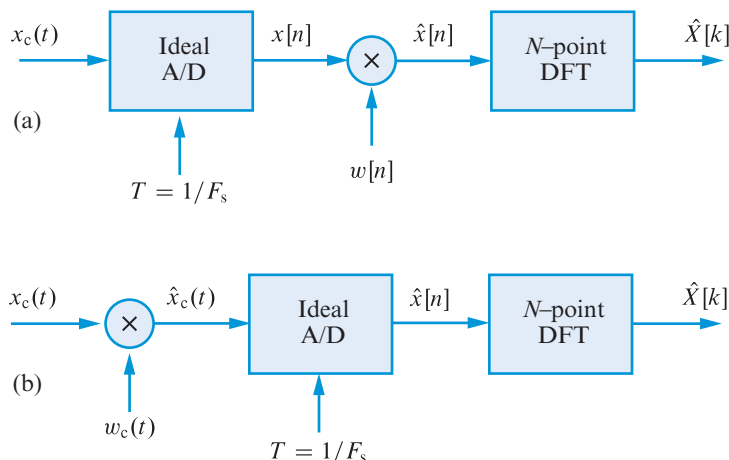 x_c(t)
Ideal
A/D
x[n]
×
x̂[n]
N–point
DFT
X̂[k]
(a)
w[n]
T = 1/F_s
x_c(t)
×
x̂_c(t)
Ideal
A/D
x̂[n]
N–point
DFT
X̂[k]
(b)
w_c(t)
T = 1/F_s